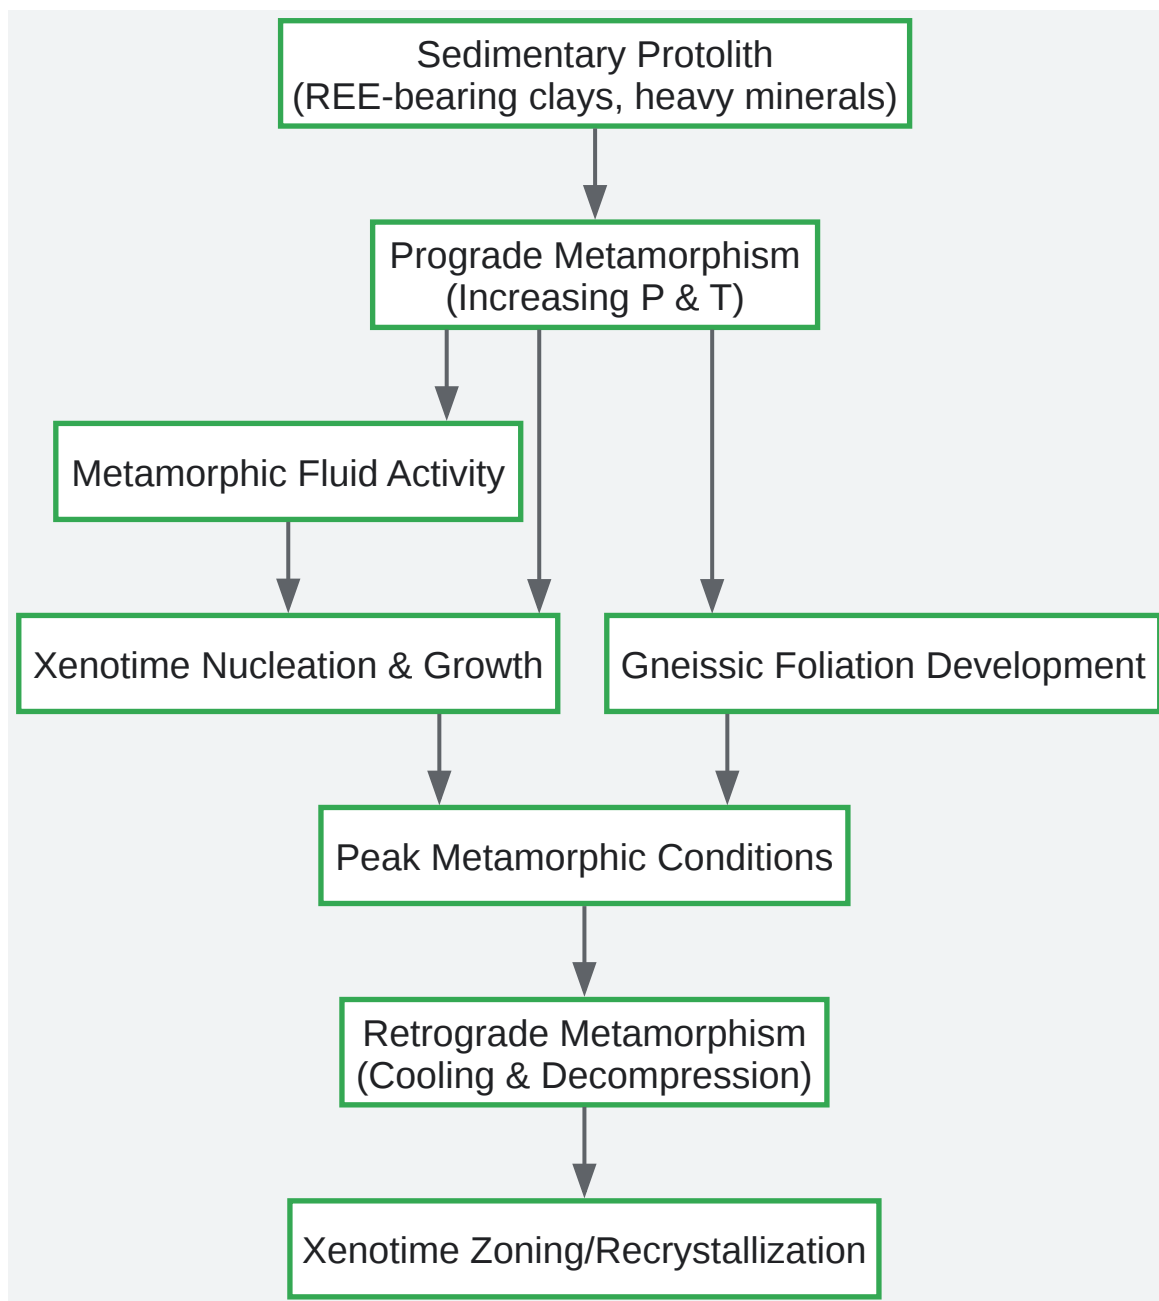 Sedimentary Protolith
(REE-bearing clays, heavy minerals)
Prograde Metamorphism
(Increasing P & T)
Metamorphic Fluid Activity
Xenotime Nucleation & Growth
Gneissic Foliation Development
Peak Metamorphic Conditions
Retrograde Metamorphism
(Cooling & Decompression)
Xenotime Zoning/Recrystallization